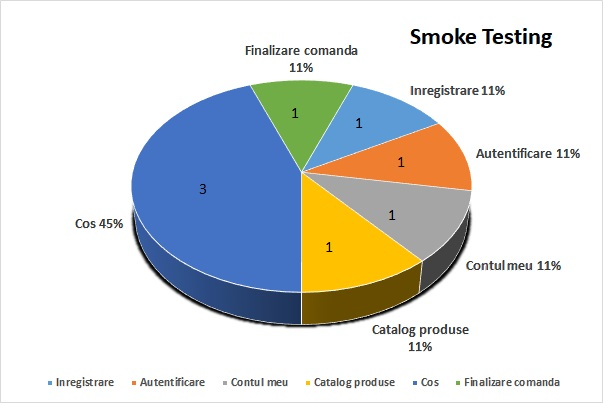 Smoke Testing
Finalizare comanda
11%
Inregistrare 11%
Autentificare 11%
Contul meu 11%
Catalog produse
11%
Cos 45%
1
1
1
1
1
3
Inregistrare Autentificare Contul meu Catalog produse Cos Finalizare comanda